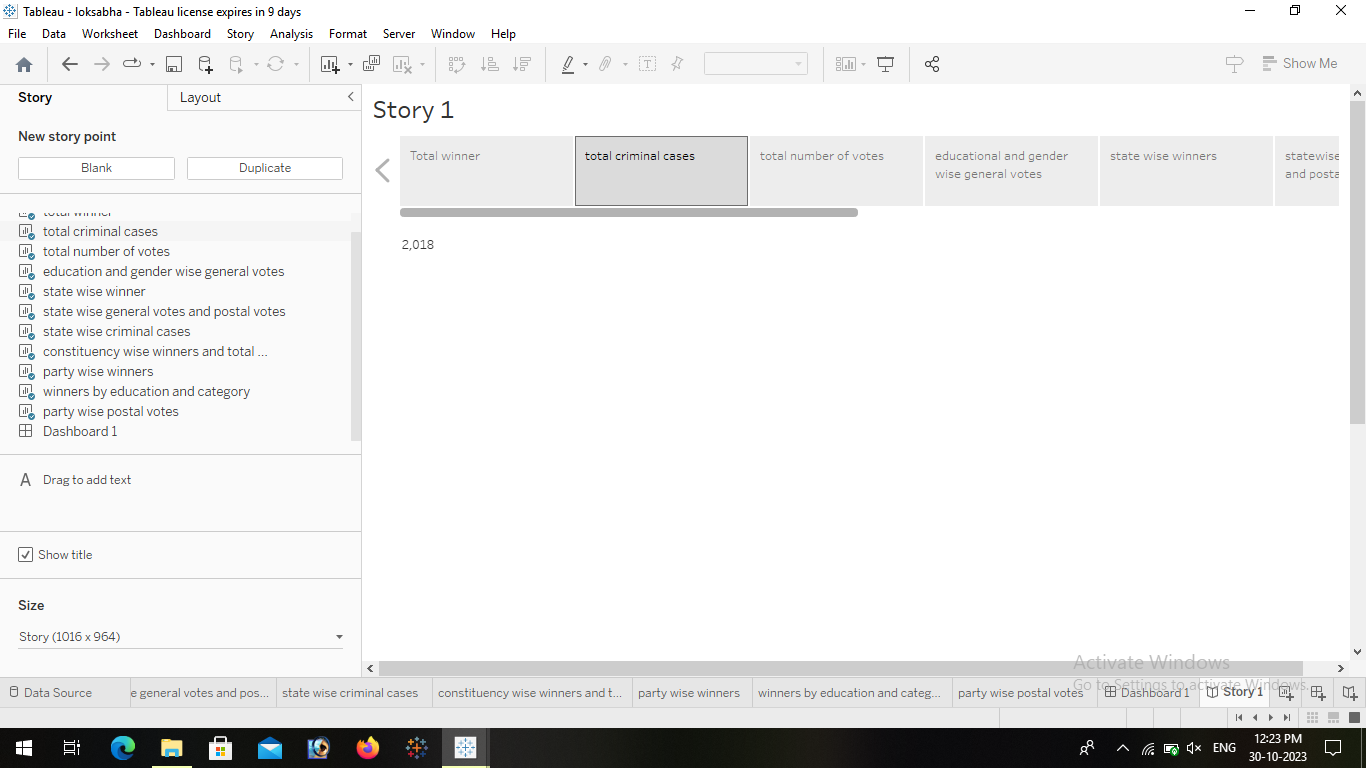 Tableau - loksabha - Tableau license expires in 9 days
File Data Worksheet Dashboard Story Analysis Format Server Window Help
Show Me
Story Layout
New story point
Blank Duplicate
total winner
total criminal cases
total number of votes
education and gender wise general votes
state wise winner
state wise general votes and postal votes
state wise criminal cases
constituency wise winners and total ...
party wise winners
winners by education and category
party wise postal votes
Dashboard 1
A Drag to add text
Show title
Size
Story (1016 x 964)
Story 1
Total winner
total criminal cases
total number of votes
educational and gender
wise general votes
state wise winners
statewise
and posta
2,018
Activate Windows
Go to Settings to activate Windows.
Data Source e general votes and pos... state wise criminal cases constituency wise winners and t... party wise winners winners by education and categ... party wise postal votes Dashboard 1 Story 1
ENG
12:23 PM
30-10-2023